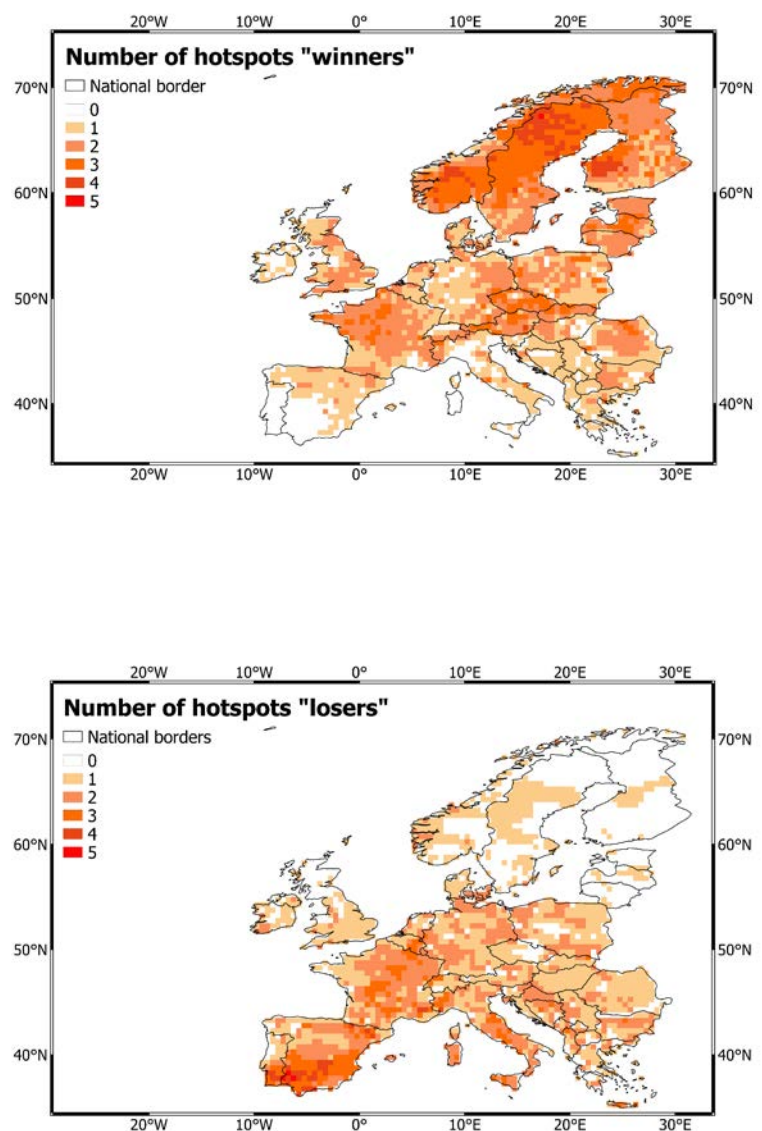 20°W 10°W 0° 10°E 20°E 30°E
Number of hotspots "winners"
National border
70°N 70°N
0
1
2
3
4
60°N 60°N
5
50°N 50°N
40°N 40°N
20°W 10°W 0° 10°E 20°E 30°E
20°W 10°W 0° 10°E 20°E 30°E
Number of hotspots "losers"
National borders
70°N 70°N
0
1
2
3
4
60°N 60°N
5
50°N 50°N
40°N 40°N
20°W 10°W 0° 10°E 20°E 30°E